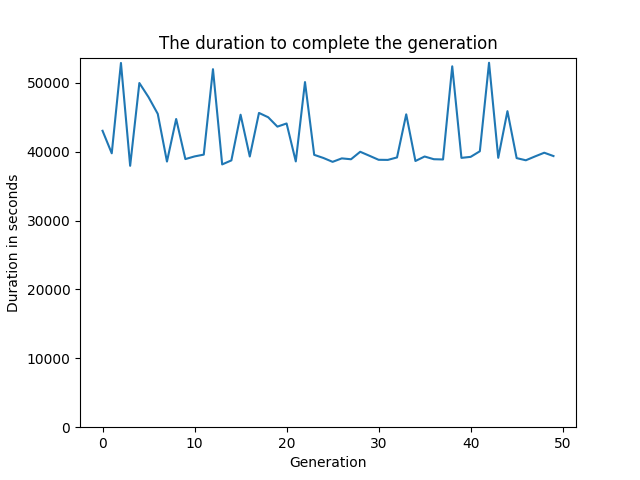 The duration to complete the generation
Duration in seconds
50000
40000
30000
20000
10000
0
0 10 20 30 40 50
Generation